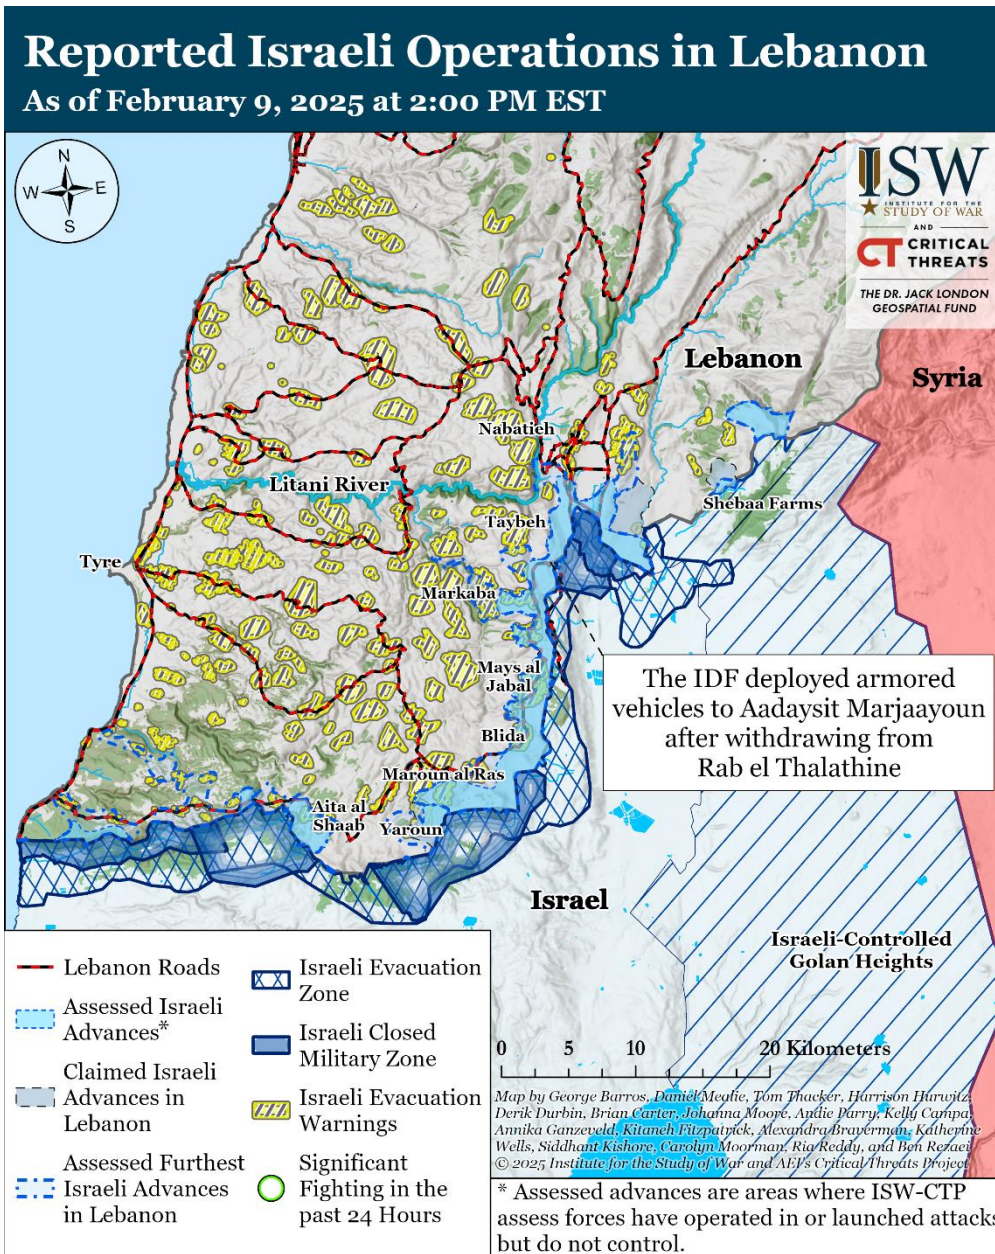 Reported Israeli Operations in Lebanon
As of February 9, 2025 at 2:00 PM EST
N
W
E
S
ISW
INSTITUTE FOR THE
STUDY OF WAR
AND
CT CRITICAL
THREATS
THE DR. JACK LONDON
GEOSPATIAL FUND
Lebanon
Syria
Nabatieh
Litani River
Shebaa Farms
Taybeh
Tyre
Markaba
Mays al
Jabal
Blida
Maroun al Ras
Aita al
Shaab
Yaroun
The IDF deployed armored
vehicles to Aadaysit Marjaayoun
after withdrawing from
Rab el Thalathine
Israel
Israeli-Controlled
Golan Heights
Lebanon Roads
Assessed Israeli
Advances*
Claimed Israeli
Advances in
Lebanon
Assessed Furthest
Israeli Advances
in Lebanon
Israeli Evacuation
Zone
Israeli Closed
Military Zone
Israeli Evacuation
Warnings
Significant
Fighting in the
past 24 Hours
0 5 10 20 Kilometers
Map by George Barros, Daniel Mealie, Tom Thacker, Harrison Hurwitz,
Derik Durbin, Brian Carter, Johanna Moore, Andie Parry, Kelly Campa,
Annika Ganzeveld, Kitaneh Fitzpatrick, Alexandra Braverman, Katherine
Wells, Siddhant Kishore, Carolyn Moorman, Ria Reddy, and Ben Rezaei
© 2025 Institute for the Study of War and AEI's Critical Threats Project
* Assessed advances are areas where ISW-CTP
assess forces have operated in or launched attacks
but do not control.